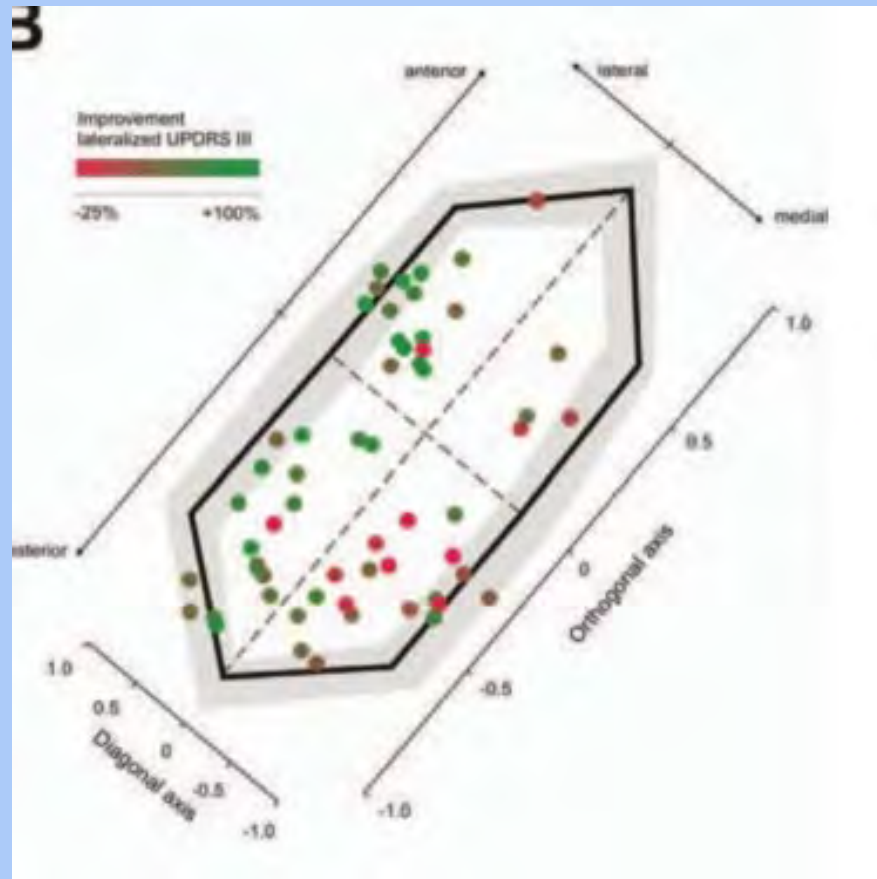 B
anterior
lateral
Improvement
lateralized UPDRS III
-25% +100%
medial
1.0
0.5
sterior
0
Orthogonal axis
-0.5
-1.0
1.0
0.5
0
-0.5
-1.0
Diagonal axis